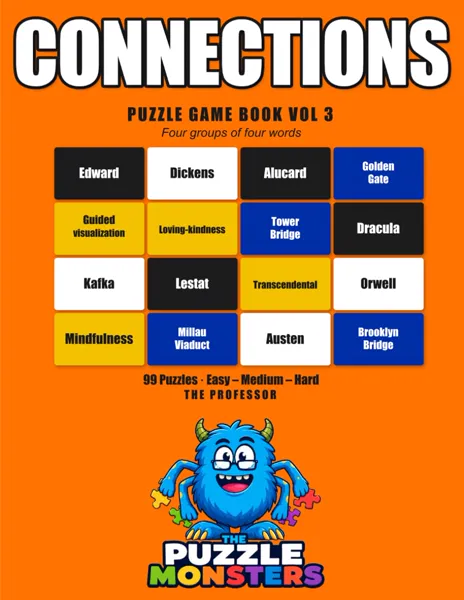 CONNECTIONS
PUZZLE GAME BOOK VOL 3
Four groups of four words
Edward
Dickens
Alucard
Golden
Gate
Guided
visualization
Loving-kindness
Tower
Bridge
Dracula
Kafka
Lestat
Transcendental
Orwell
Mindfulness
Millau
Viaduct
Austen
Brooklyn
Bridge
99 Puzzles · Easy – Medium – Hard
THE PROFESSOR
THE
PUZZLE
MONSTERS